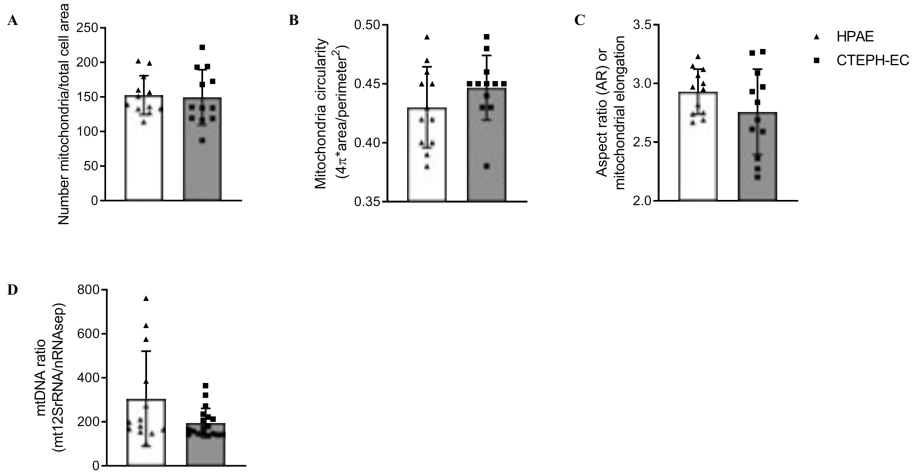 A
Number mitochondria/total cell area
250
200
150
100
50
0
B
Mitochondria circularity
(4π*area/perimeter²)
0.50
0.45
0.40
0.35
C
Aspect ratio (AR) or
mitochondrial elongation
3.5
3.0
2.5
2.0
HPAE
CTEPH-EC
D
mtDNA ratio
(mt12SrRNA/nRNAsep)
800
600
400
200
0